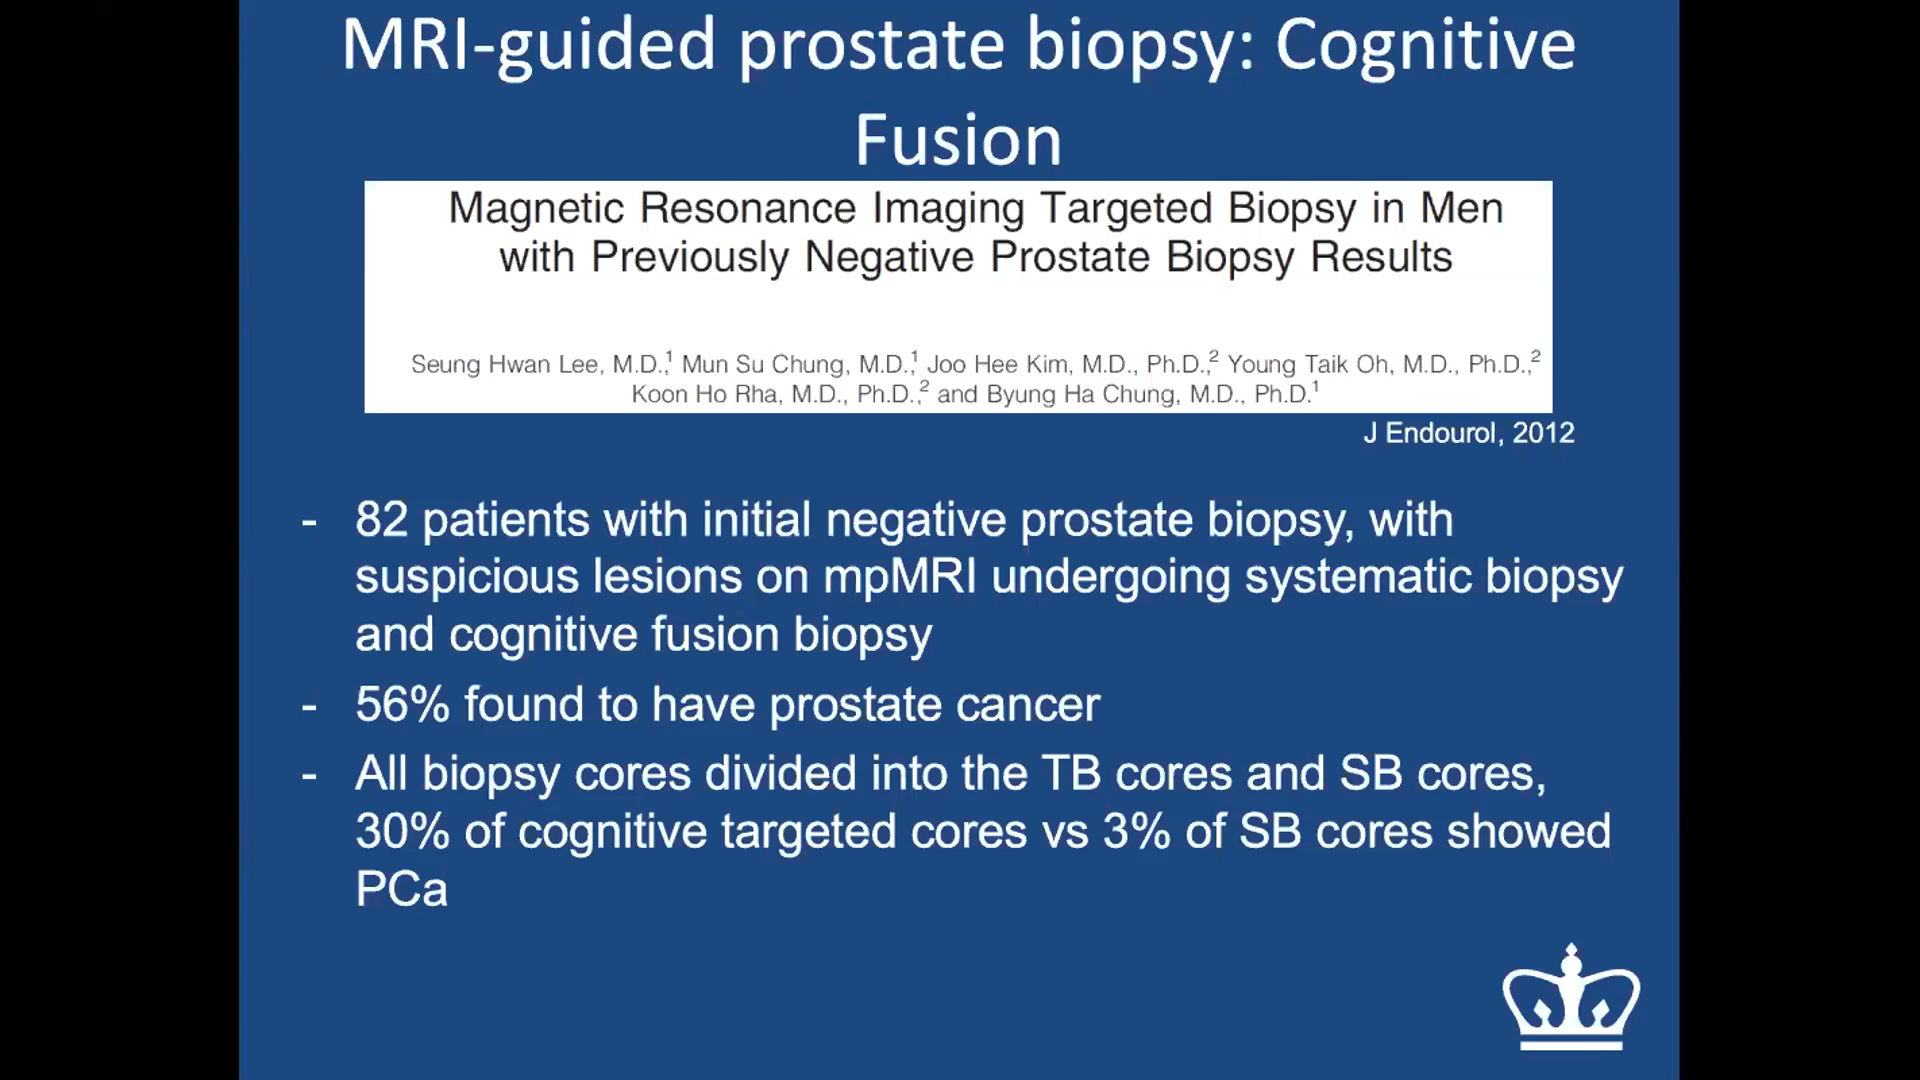 MRI-guided prostate biopsy: Cognitive
Fusion
Magnetic Resonance Imaging Targeted Biopsy in Men
with Previously Negative Prostate Biopsy Results
Seung Hwan Lee, M.D.,1 Mun Su Chung, M.D.,1 Joo Hee Kim, M.D., Ph.D.,2 Young Taik Oh, M.D., Ph.D.,2
Koon Ho Rha, M.D., Ph.D.,2 and Byung Ha Chung, M.D., Ph.D.1
J Endourol, 2012
- 82 patients with initial negative prostate biopsy, with
suspicious lesions on mpMRI undergoing systematic biopsy
and cognitive fusion biopsy
- 56% found to have prostate cancer
- All biopsy cores divided into the TB cores and SB cores,
30% of cognitive targeted cores vs 3% of SB cores showed
PCa